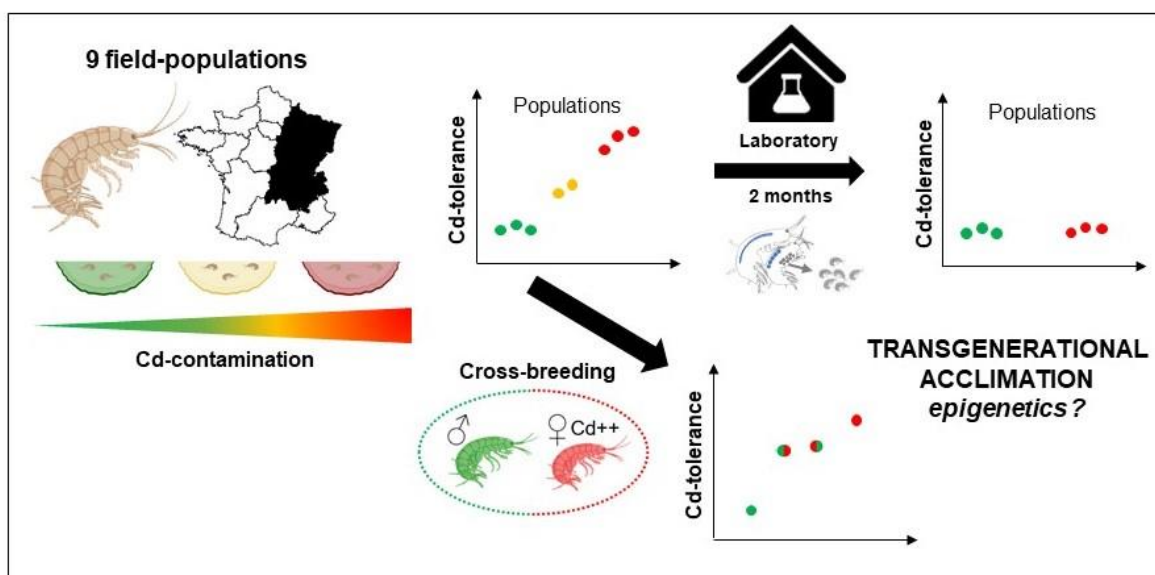 9 field-populations
Cd-contamination
Cd-tolerance
Populations
Laboratory
2 months
Cd-tolerance
Populations
Cross-breeding
♂
♀ Cd++
Cd-tolerance
TRANSGENERATIONAL
ACCLIMATION
epigenetics?